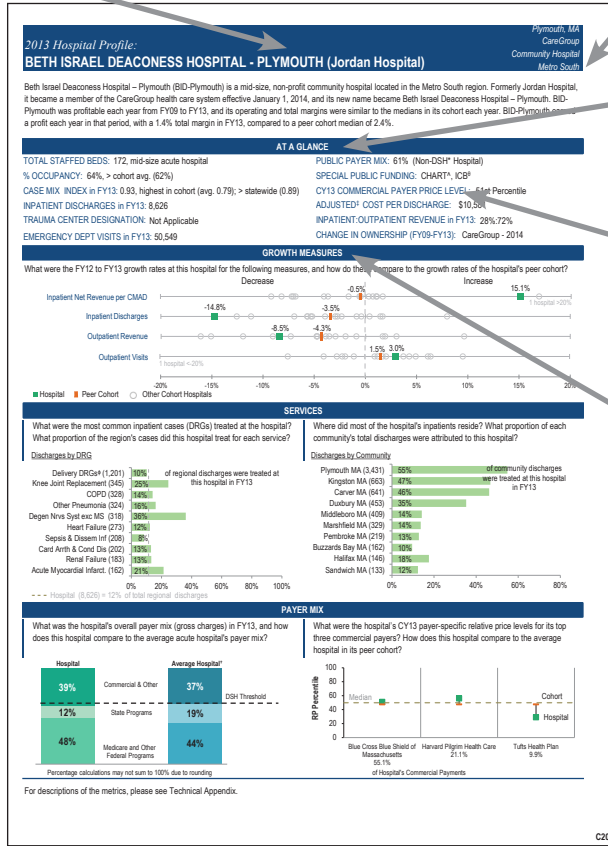 2013 Hospital Profile:
BETH ISRAEL DEACONESS HOSPITAL - PLYMOUTH (Jordan Hospital)
Plymouth, MA
CareGroup
Community Hospital
Metro South
Beth Israel Deaconess Hospital – Plymouth (BID-Plymouth) is a mid-size, non-profit community hospital located in the Metro South region. Formerly Jordan Hospital,
it became a member of the CareGroup health care system effective January 1, 2014, and its new name became Beth Israel Deaconess Hospital – Plymouth. BID-
Plymouth was profitable each year from FY09 to FY13, and its operating and total margins were similar to the medians in its cohort each year. BID-Plymouth
a profit each year in that period, with a 1.4% total margin in FY13, compared to a peer cohort median of 2.4%.
AT A GLANCE
TOTAL STAFFED BEDS: 172, mid-size acute hospital
% OCCUPANCY: 64%, > cohort avg. (62%)
CASE MIX INDEX in FY13: 0.93, highest in cohort (avg. 0.79); > statewide (0.89)
INPATIENT DISCHARGES in FY13: 8,626
TRAUMA CENTER DESIGNATION: Not Applicable
EMERGENCY DEPT VISITS in FY13: 50,549
PUBLIC PAYER MIX: 61% (Non-DSH* Hospital)
SPECIAL PUBLIC FUNDING: CHART^, ICB§
CY13 COMMERCIAL PAYER PRICE LEVEL: Percentile
ADJUSTED‡ COST PER DISCHARGE:
INPATIENT:OUTPATIENT REVENUE in FY13: 28%:72%
CHANGE IN OWNERSHIP (FY09-FY13): CareGroup - 2014
GROWTH MEASURES
What were the FY12 to FY13 growth rates at this hospital for the following measures, and how do these compare to the growth rates of the hospital's peer cohort?
Decrease Increase
Inpatient Net Revenue per CMAD -0.5% 15.1%
1 hospital >20%
Inpatient Discharges -14.8% -3.5%
Outpatient Revenue -8.5% -4.3%
Outpatient Visits 1.5% 3.0%
1 hospital <-20%
-20% -15% -10% -5% 0% 5% 10% 15% 20%
Hospital Peer Cohort Other Cohort Hospitals
SERVICES
What were the most common inpatient cases (DRGs) treated at the hospital?
What proportion of the region's cases did this hospital treat for each service?
Discharges by DRG
Delivery DRGs (1,201) 10%
Knee Joint Replacement (345) 25%
COPD (328) 14%
Other Pneumonia (324) 16%
Degen Nrvs Syst exc MS (318) 36%
Heart Failure (273) 12%
Sepsis & Dissem Inf (208) 8%
Card Arrth & Cond Dis (202) 13%
Renal Failure (183) 13%
Acute Myocardial Infarct. (162) 21%
of regional discharges were treated at
this hospital in FY13
0% 20% 40% 60% 80% 100%
Hospital (8,626) = 12% of total regional discharges
Where did most of the hospital's inpatients reside? What proportion of each
community's total discharges were attributed to this hospital?
Discharges by Community
Plymouth MA (3,431) 55%
Kingston MA (663) 47%
Carver MA (641) 46%
Duxbury MA (453) 35%
Middleboro MA (409) 14%
Marshfield MA (329) 14%
Pembroke MA (219) 13%
Buzzards Bay MA (162) 10%
Halifax MA (146) 18%
Sandwich MA (133) 12%
of community discharges
were treated at this hospital
in FY13
0% 20% 40% 60% 80%
PAYER MIX
What was the hospital's overall payer mix (gross charges) in FY13, and how
does this hospital compare to the average acute hospital's payer mix?
Hospital Average Hospital†
39% Commercial & Other 37%
DSH Threshold
12% State Programs 19%
48% Medicare and Other
Federal Programs 44%
Percentage calculations may not sum to 100% due to rounding
What were the hospital's CY13 payer-specific relative price levels for its top
three commercial payers? How does this hospital compare to the average
hospital in its peer cohort?
RP Percentile
100
80
60
40
20
0
Median
Cohort
Hospital
Blue Cross Blue Shield of
Massachusetts
55.1%
Harvard Pilgrim Health Care
21.1%
Tufts Health Plan
9.9%
of Hospital's Commercial Payments
For descriptions of the metrics, please see Technical Appendix.
C20